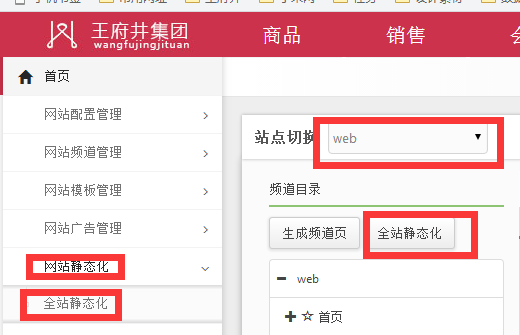 王府井集团
wangfujingjituan
商品
销售
首页
网站配置管理
网站频道管理
网站模板管理
网站广告管理
网站静态化
全站静态化
站点切换
web
频道目录
生成频道页
全站静态化
web
首页